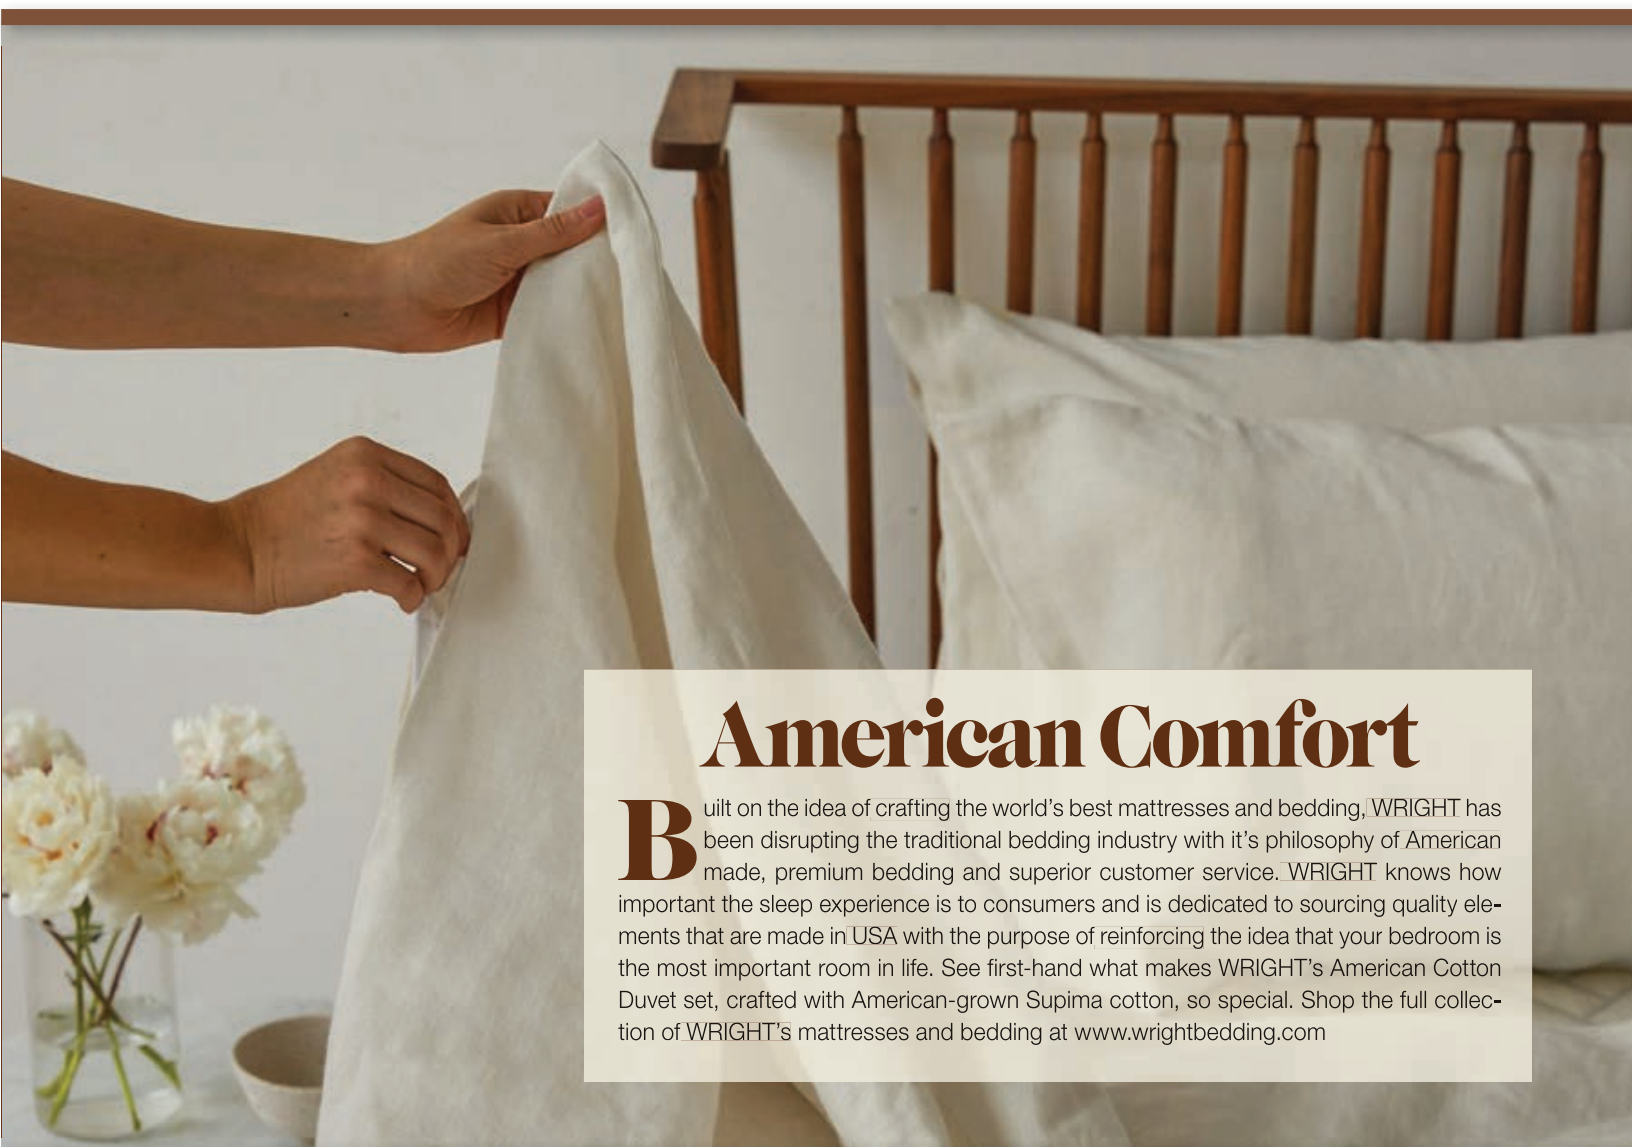 American Comfort
Built on the idea of crafting the world's best mattresses and bedding, WRIGHT has
been disrupting the traditional bedding industry with it's philosophy of American
made, premium bedding and superior customer service. WRIGHT knows how
important the sleep experience is to consumers and is dedicated to sourcing quality ele-
ments that are made in USA with the purpose of reinforcing the idea that your bedroom is
the most important room in life. See first-hand what makes WRIGHT's American Cotton
Duvet set, crafted with American-grown Supima cotton, so special. Shop the full collec-
tion of WRIGHT's mattresses and bedding at www.wrightbedding.com